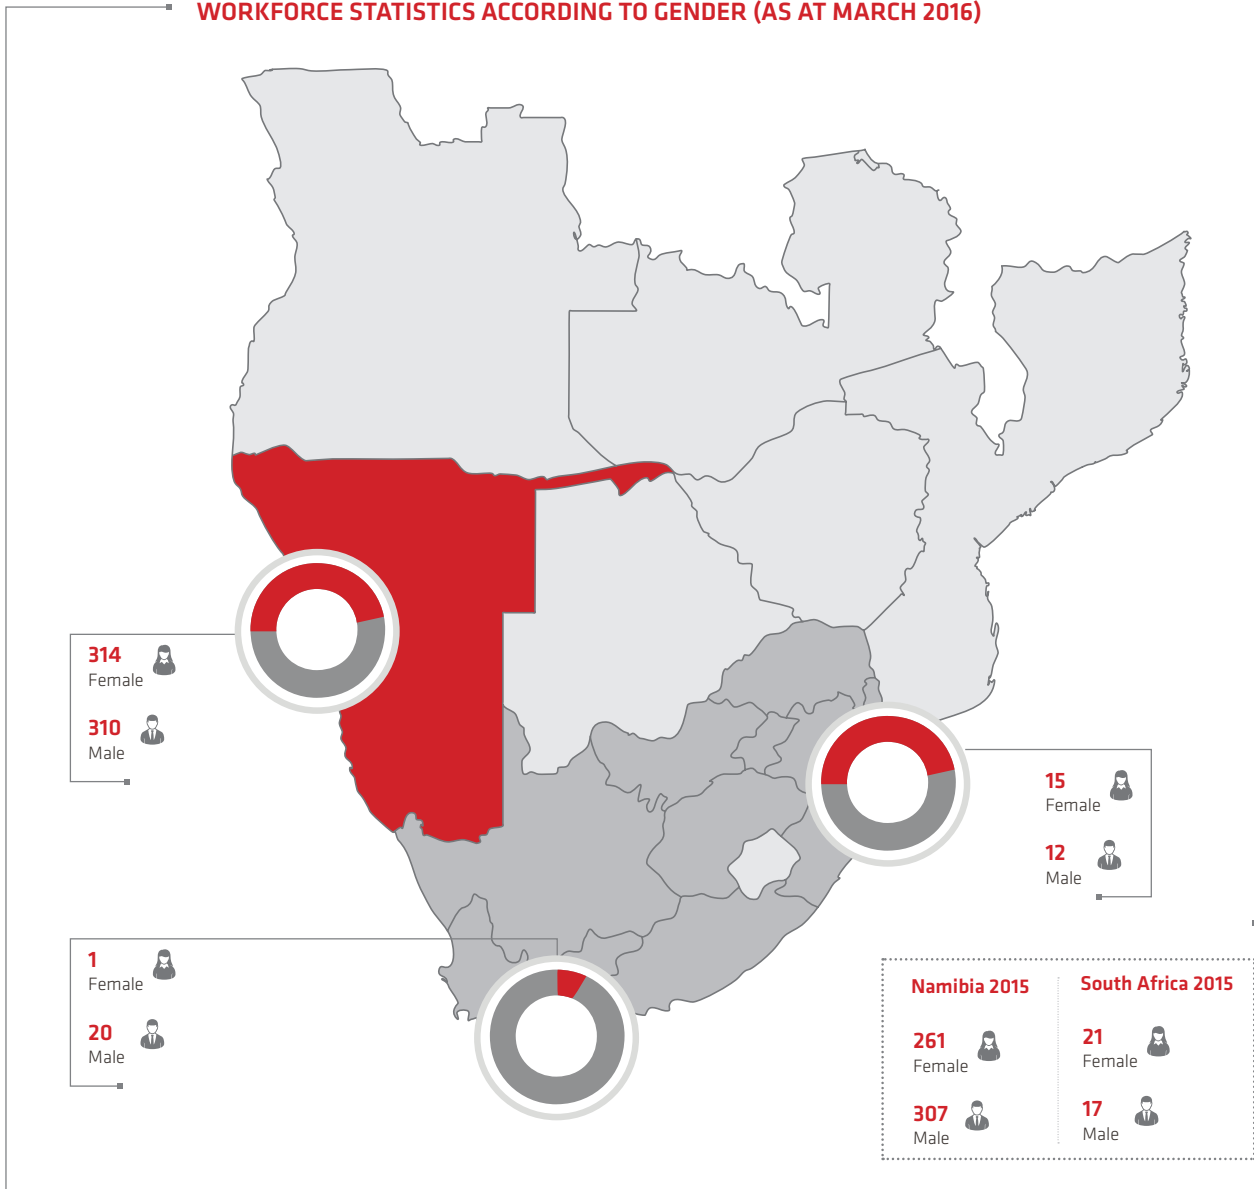 WORKFORCE STATISTICS ACCORDING TO GENDER (AS AT MARCH 2016)
314
Female
310
Male
15
Female
12
Male
1
Female
20
Male
Namibia 2015
261
Female
307
Male
South Africa 2015
21
Female
17
Male